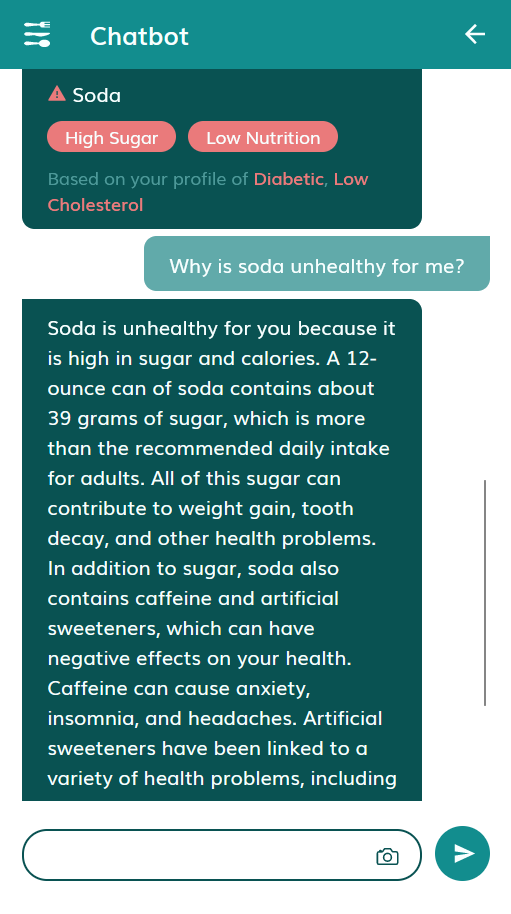 Chatbot
Soda
High Sugar Low Nutrition
Based on your profile of Diabetic, Low
Cholesterol
Why is soda unhealthy for me?
Soda is unhealthy for you because it
is high in sugar and calories. A 12-
ounce can of soda contains about
39 grams of sugar, which is more
than the recommended daily intake
for adults. All of this sugar can
contribute to weight gain, tooth
decay, and other health problems.
In addition to sugar, soda also
contains caffeine and artificial
sweeteners, which can have
negative effects on your health.
Caffeine can cause anxiety,
insomnia, and headaches. Artificial
sweeteners have been linked to a
variety of health problems, including